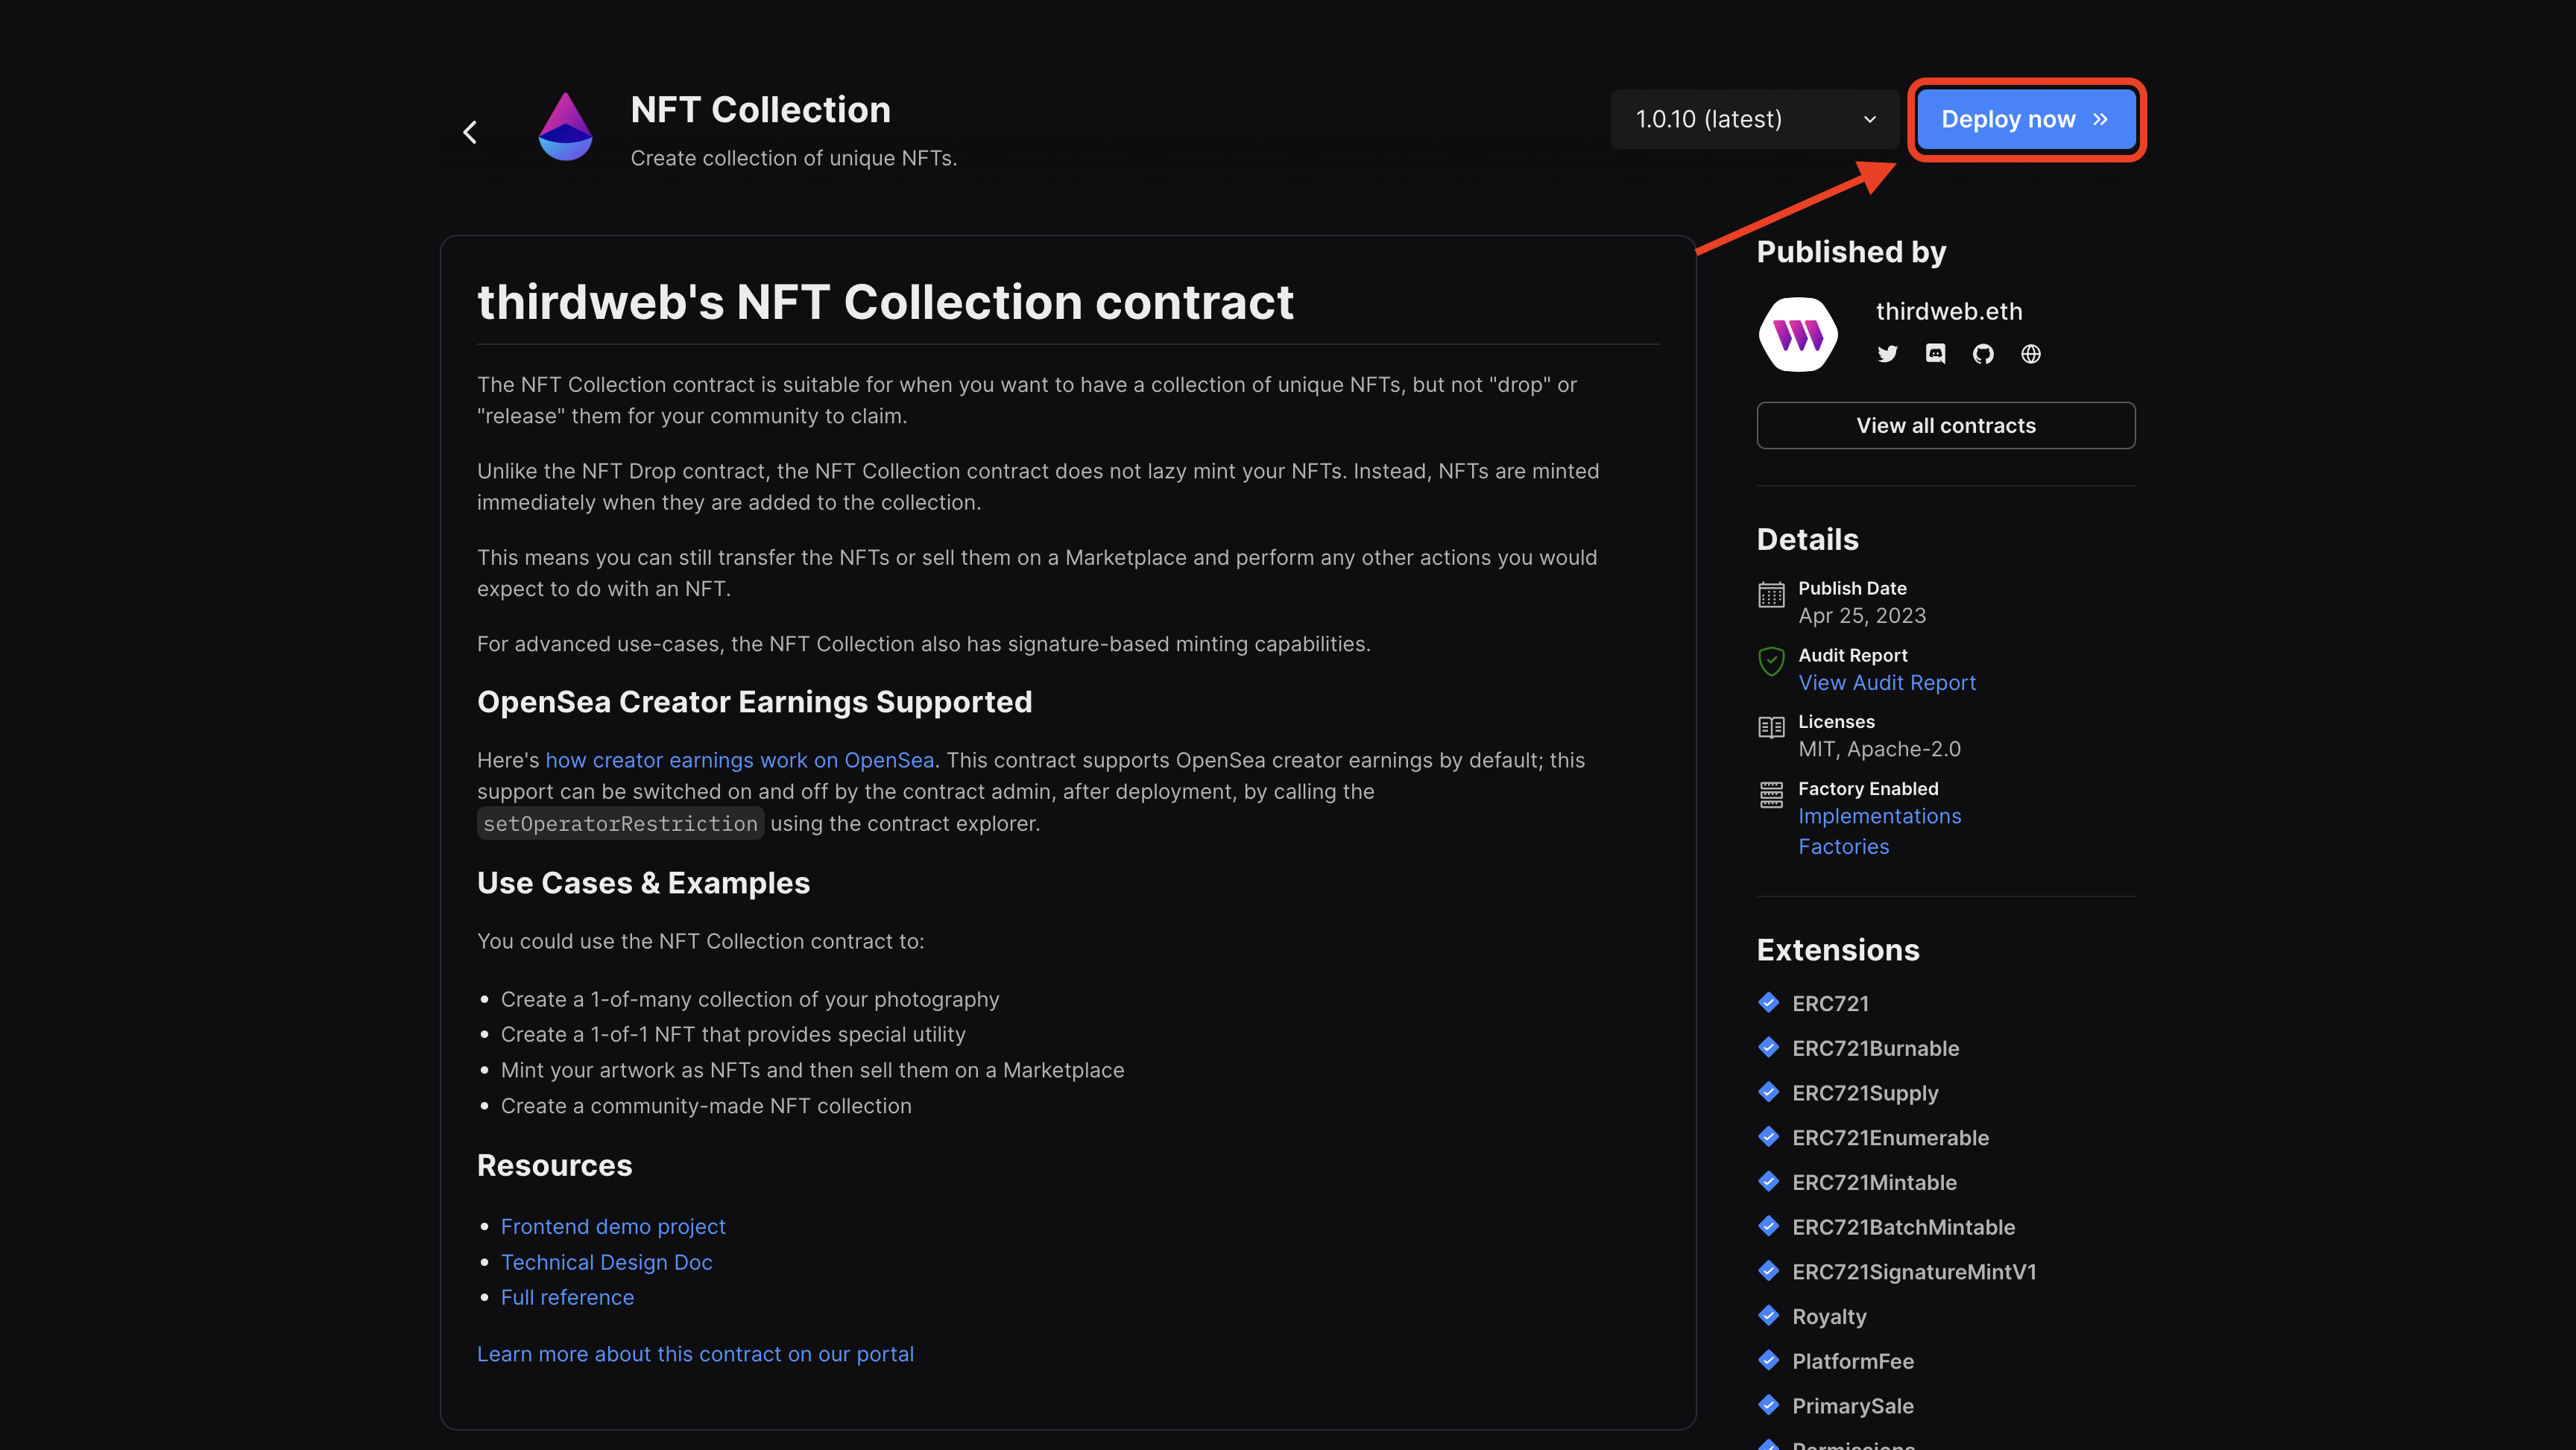 NFT Collection
Create collection of unique NFTs.
1.0.10 (latest)
Deploy now
thirdweb's NFT Collection contract
The NFT Collection contract is suitable for when you want to have a collection of unique NFTs, but not "drop" or
"release" them for your community to claim.
Unlike the NFT Drop contract, the NFT Collection contract does not lazy mint your NFTs. Instead, NFTs are minted
immediately when they are added to the collection.
This means you can still transfer the NFTs or sell them on a Marketplace and perform any other actions you would
expect to do with an NFT.
For advanced use-cases, the NFT Collection also has signature-based minting capabilities.
OpenSea Creator Earnings Supported
Here's how creator earnings work on OpenSea. This contract supports OpenSea creator earnings by default; this
support can be switched on and off by the contract admin, after deployment, by calling the
setOperatorRestriction using the contract explorer.
Use Cases & Examples
You could use the NFT Collection contract to:
• Create a 1-of-many collection of your photography
• Create a 1-of-1 NFT that provides special utility
• Mint your artwork as NFTs and then sell them on a Marketplace
• Create a community-made NFT collection
Resources
• Frontend demo project
• Technical Design Doc
• Full reference
Learn more about this contract on our portal
Published by
thirdweb.eth
View all contracts
Details
Publish Date
Apr 25, 2023
Audit Report
View Audit Report
Licenses
MIT, Apache-2.0
Factory Enabled
Implementations
Factories
Extensions
ERC721
ERC721Burnable
ERC721Supply
ERC721Enumerable
ERC721Mintable
ERC721BatchMintable
ERC721SignatureMintV1
Royalty
PlatformFee
PrimarySale
Permissions